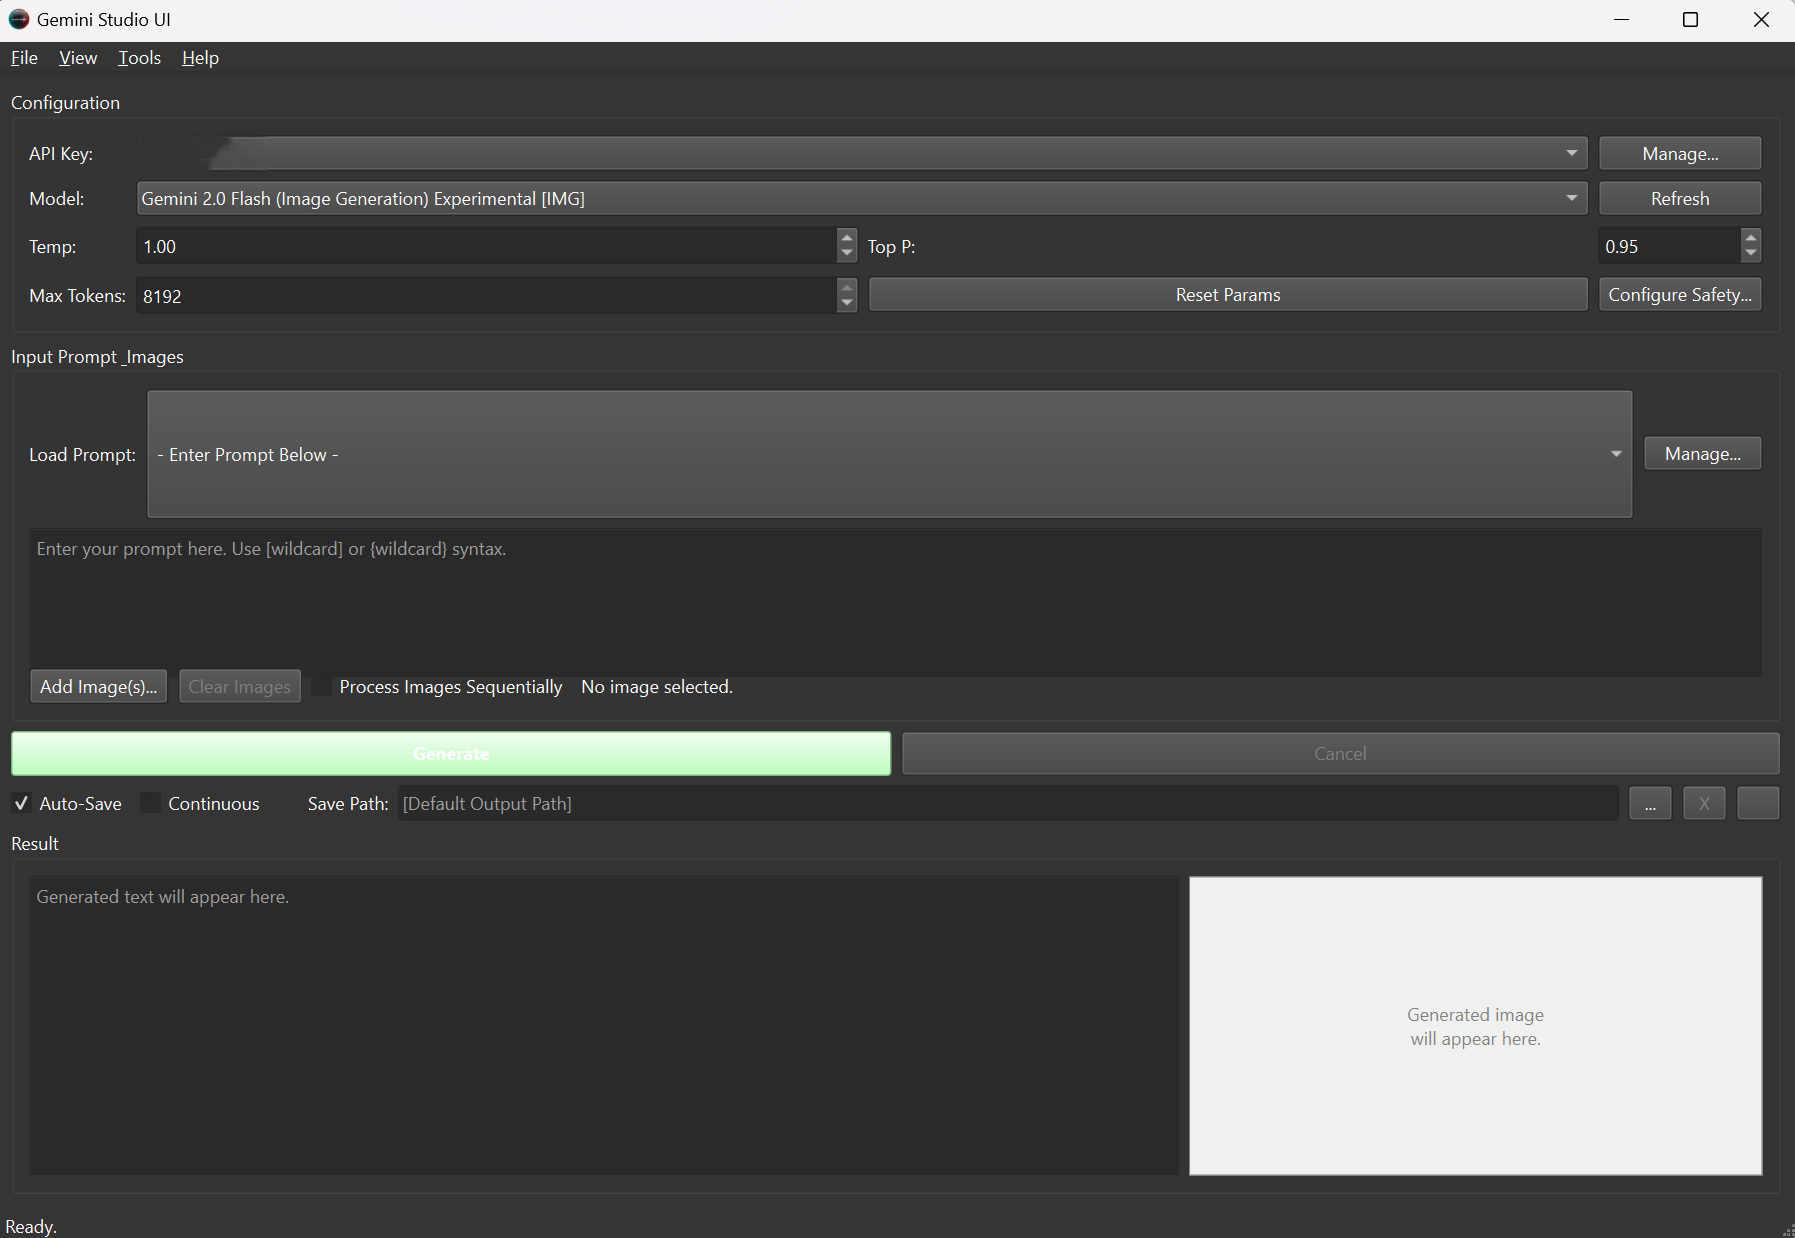 Gemini Studio UI
File View Tools Help
Configuration
API Key:
Manage...
Model: Gemini 2.0 Flash (Image Generation) Experimental [IMG] Refresh
Temp: 1.00 Top P: 0.95
Max Tokens: 8192 Reset Params Configure Safety...
Input Prompt _Images
Load Prompt: - Enter Prompt Below - Manage...
Enter your prompt here. Use [wildcard] or {wildcard} syntax.
Add Image(s)... Clear Images Process Images Sequentially No image selected.
Generate Cancel
Auto-Save Continuous Save Path: [Default Output Path] ... X
Result
Generated text will appear here.
Generated image
will appear here.
Ready.